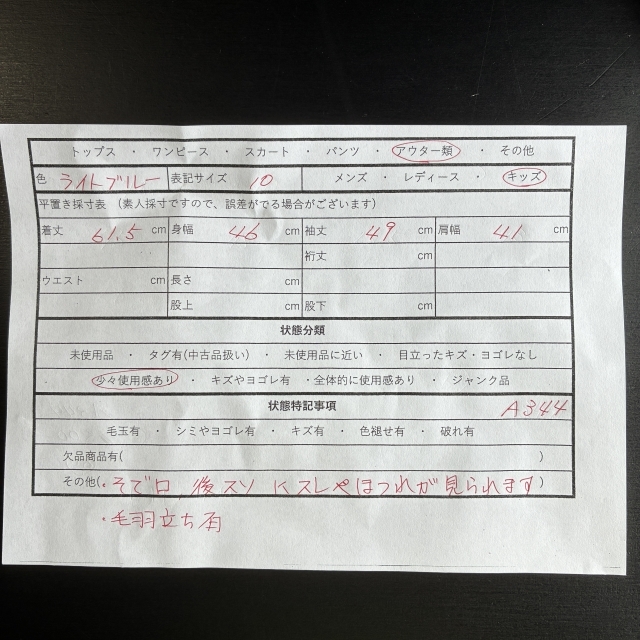 トップス ・ ワンピース ・ スカート ・ パンツ ・ アウター類 ・ その他
色 ライトブルー 表記サイズ 10 メンズ ・ レディース ・ キッズ
平置き採寸表 (素人採寸ですので、誤差がでる場合がございます)
着丈 61.5 cm 身幅 46 cm 袖丈 49 cm 肩幅 41 cm
裄丈 cm
ウエスト cm 長さ cm
股上 cm 股下 cm
状態分類
未使用品 ・ タグ有(中古品扱い) ・ 未使用品に近い ・ 目立ったキズ・ヨゴレなし
少々使用感あり ・ キズやヨゴレ有 ・全体的に使用感あり ・ ジャンク品
状態特記事項 A344
毛玉有 ・ シミやヨゴレ有 ・ キズ有 ・ 色褪せ有 ・ 破れ有
欠品商品有( )
その他(・そで口、後スソにスレやほつれが見られます)
・毛羽立ち有